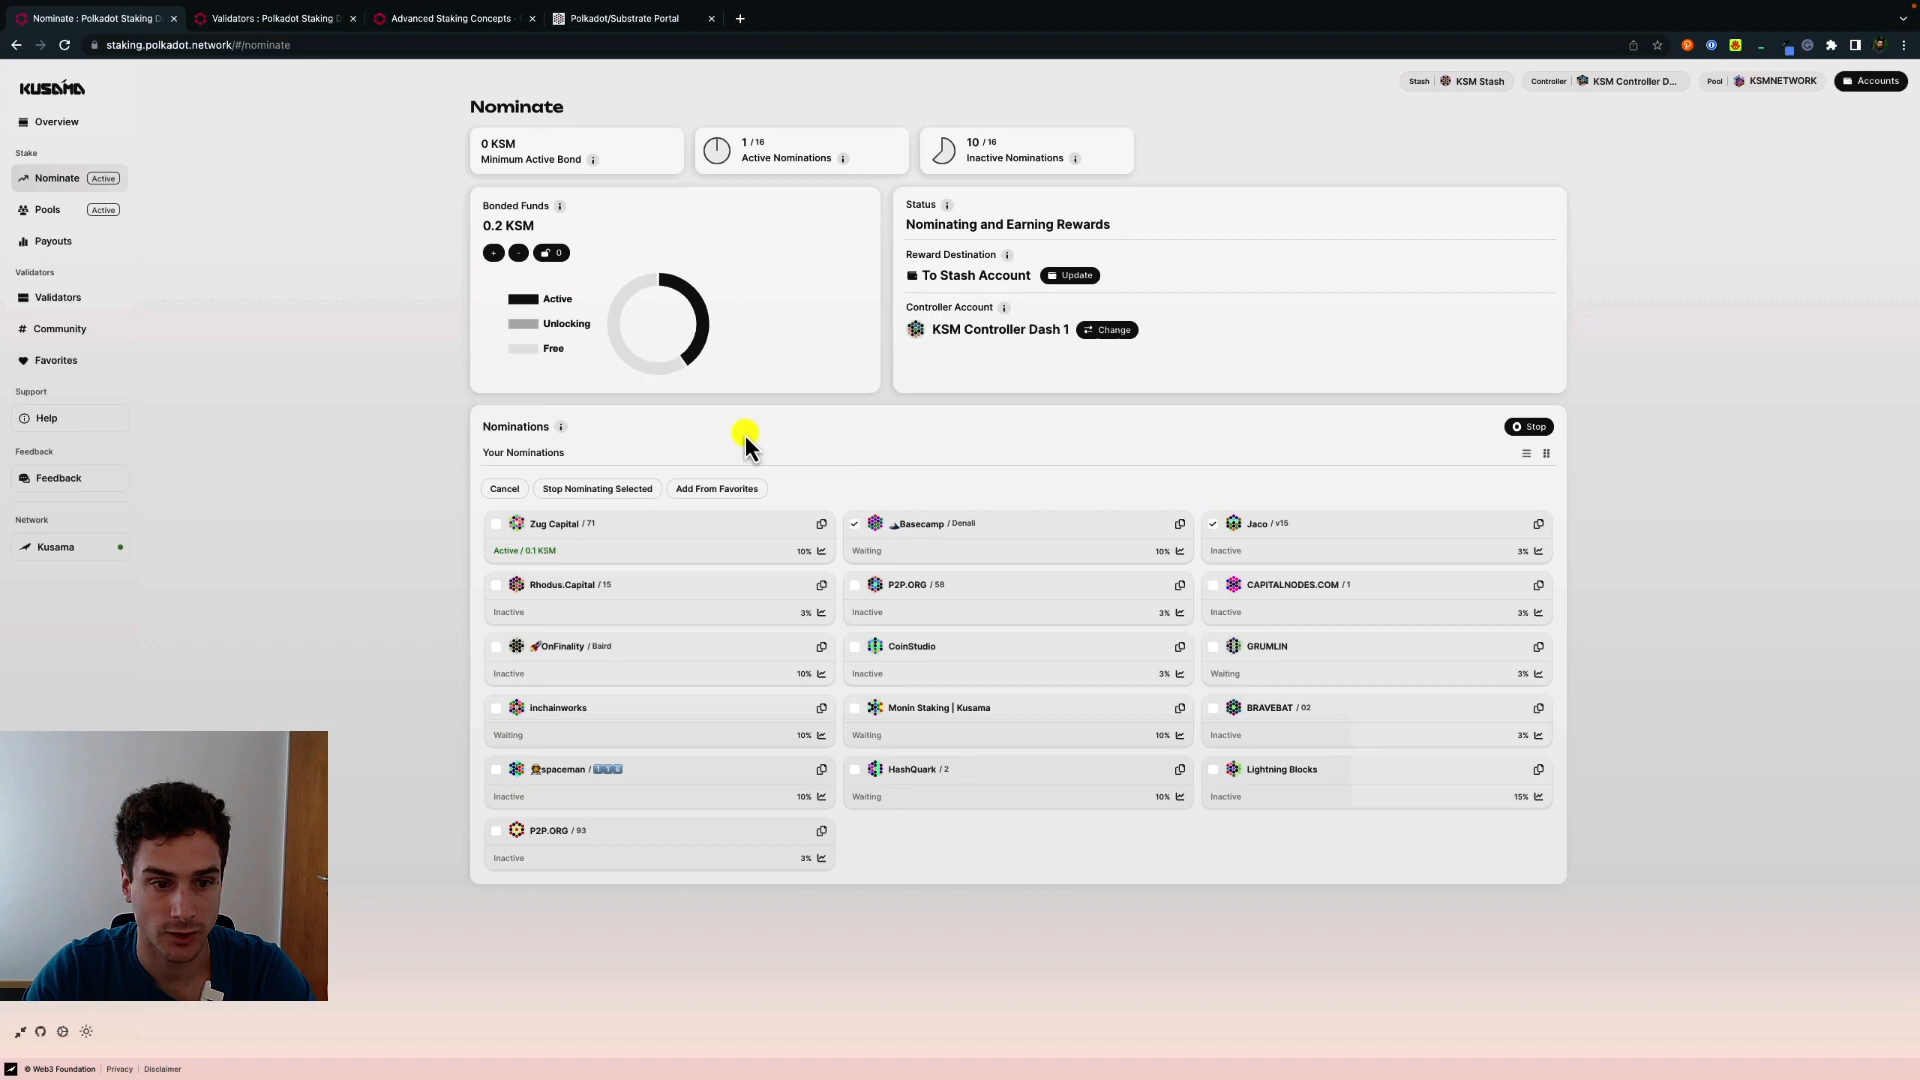 Nominate : Polkadot Staking D
Validators : Polkadot Staking D
Advanced Staking Concepts -
Polkadot/Substrate Portal
staking.polkadot.network/#/nominate
KUSAMA
Stash
KSM Stash
Controller
KSM Controller D...
Pool
KSMNETWORK
Accounts
Overview
Stake
Nominate
Active
Pools
Active
Payouts
Validators
Validators
Community
Favorites
Support
Help
Feedback
Feedback
Network
Kusama
Nominate
0 KSM
Minimum Active Bond
1 / 16
Active Nominations
10 / 16
Inactive Nominations
Bonded Funds
0.2 KSM
+
-
0
Active
Unlocking
Free
Status
Nominating and Earning Rewards
Reward Destination
To Stash Account
Update
Controller Account
KSM Controller Dash 1
Change
Nominations
Stop
Your Nominations
Cancel
Stop Nominating Selected
Add From Favorites
Zug Capital / 71
Active / 0.1 KSM
10%
Basecamp / Denali
Waiting
10%
Jaco / v15
Inactive
3%
Rhodus.Capital / 15
Inactive
3%
P2P.ORG / 58
Inactive
3%
CAPITALNODES.COM / 1
Inactive
3%
🚀OnFinality / Baird
Inactive
10%
CoinStudio
Inactive
3%
GRUMLIN
Waiting
3%
inchainworks
Waiting
10%
Monin Staking | Kusama
Waiting
10%
BRAVEBAT / 02
Inactive
3%
spaceman /
Inactive
10%
HashQuark / 2
Waiting
10%
Lightning Blocks
Inactive
15%
P2P.ORG / 93
Inactive
3%
© Web3 Foundation | Privacy | Disclaimer